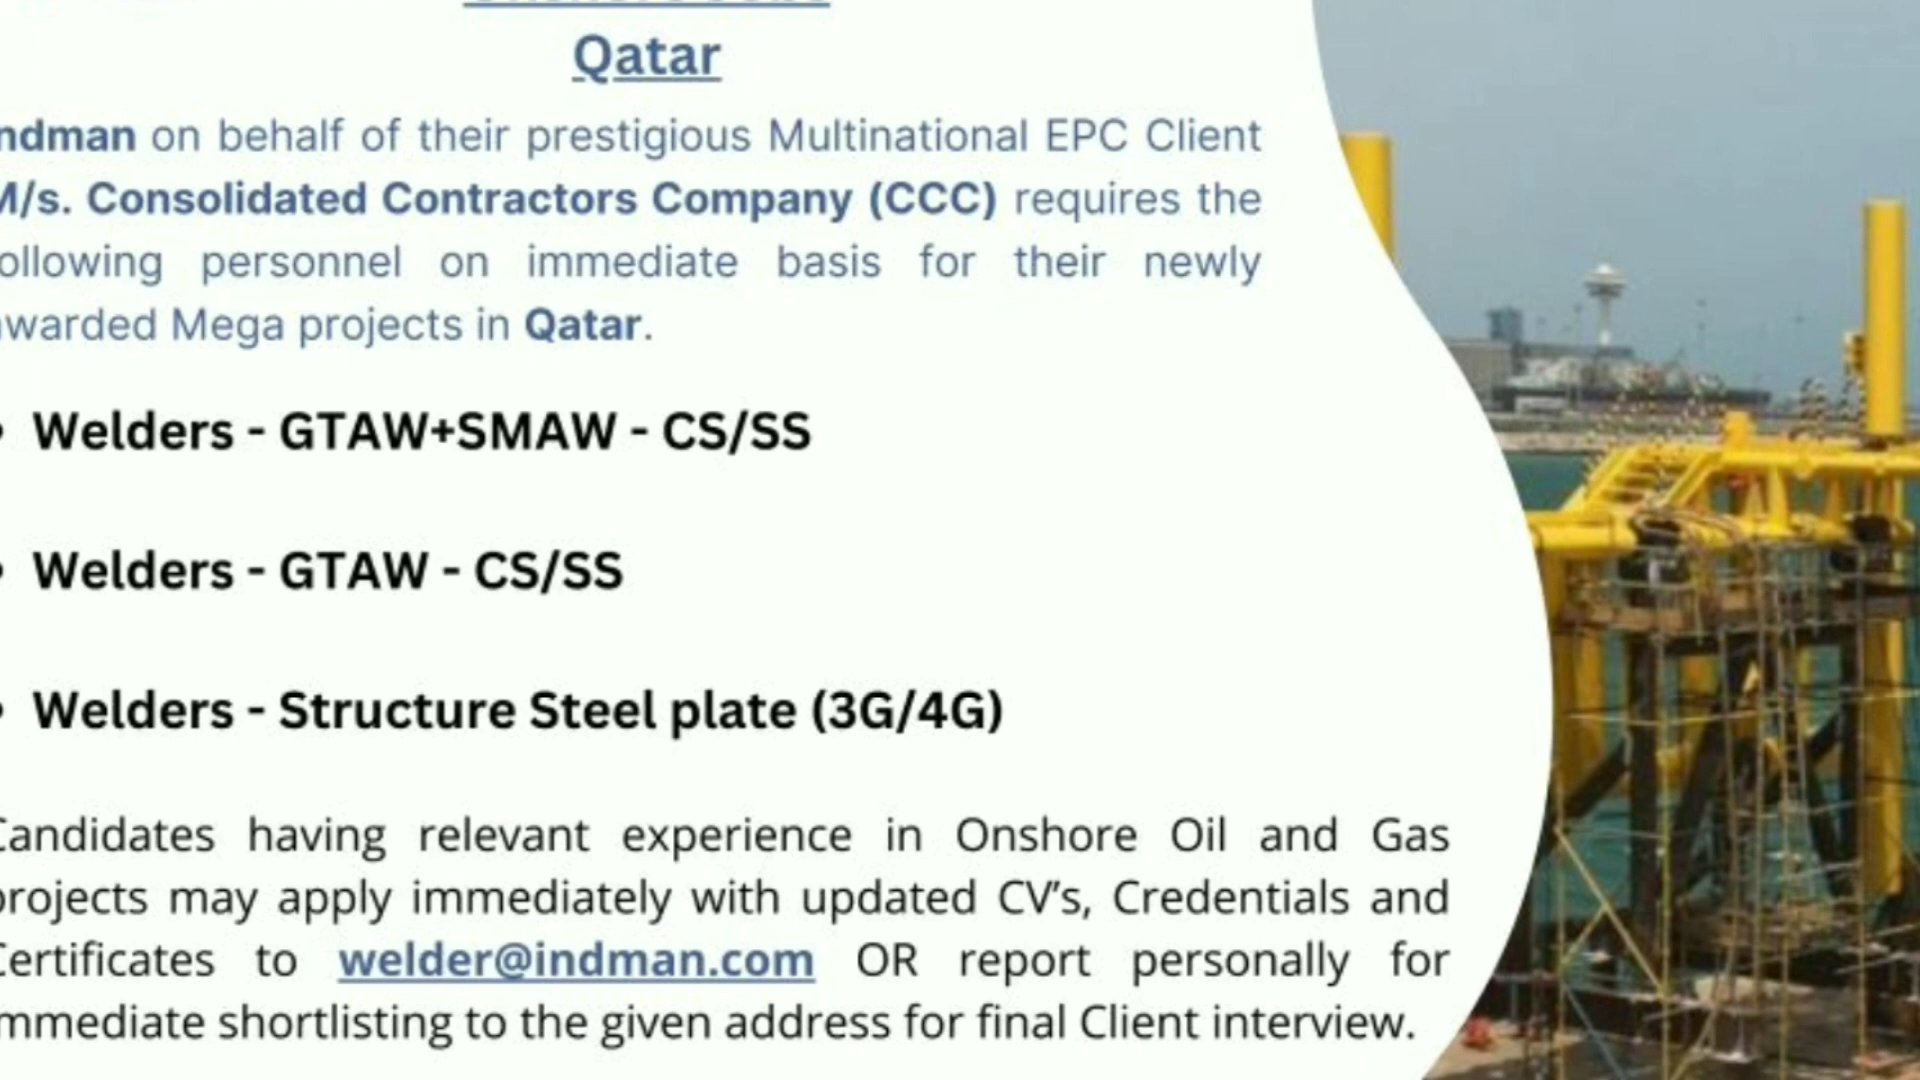 Qatar
ndman on behalf of their prestigious Multinational EPC Client
M/s. Consolidated Contractors Company (CCC) requires the
ollowing personnel on immediate basis for their newly
warded Mega projects in Qatar.
• Welders - GTAW+SMAW - CS/SS
• Welders - GTAW - CS/SS
• Welders - Structure Steel plate (3G/4G)
Candidates having relevant experience in Onshore Oil and Gas
projects may apply immediately with updated CV's, Credentials and
Certificates to welder@indman.com OR report personally for
mmediate shortlisting to the given address for final Client interview.